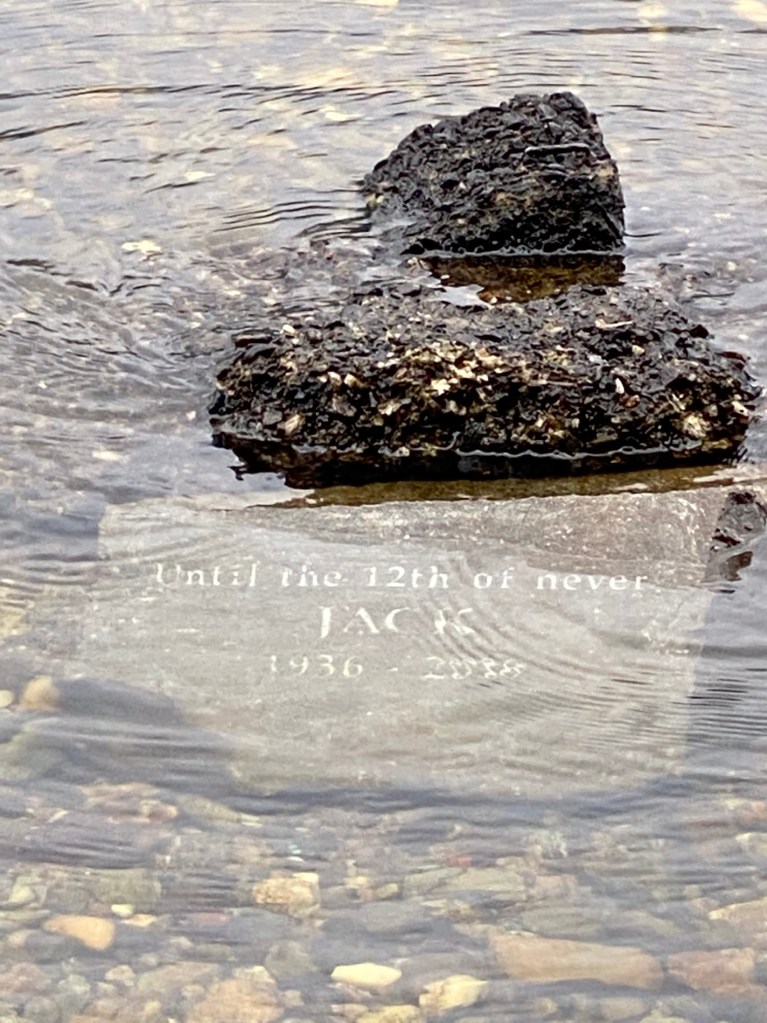 Until the 12th of never
JACK
1936 -